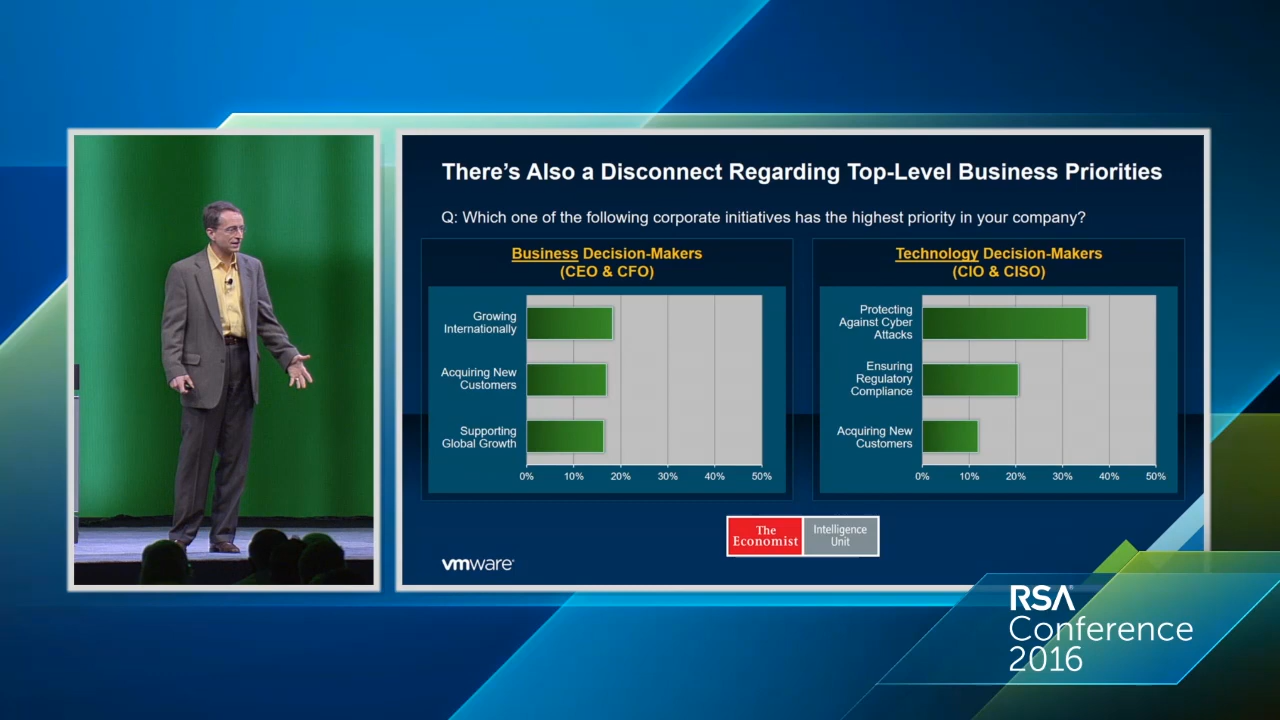 There's Also a Disconnect Regarding Top-Level Business Priorities
Q: Which one of the following corporate initiatives has the highest priority in your company?
Business Decision-Makers
(CEO & CFO)
Growing
Internationally
Acquiring New
Customers
Supporting
Global Growth
0% 10% 20% 30% 40% 50%
Technology Decision-Makers
(CIO & CISO)
Protecting
Against Cyber
Attacks
Ensuring
Regulatory
Compliance
Acquiring New
Customers
0% 10% 20% 30% 40% 50%
The
Economist
Intelligence
Unit
vmware
RSA
Conference
2016